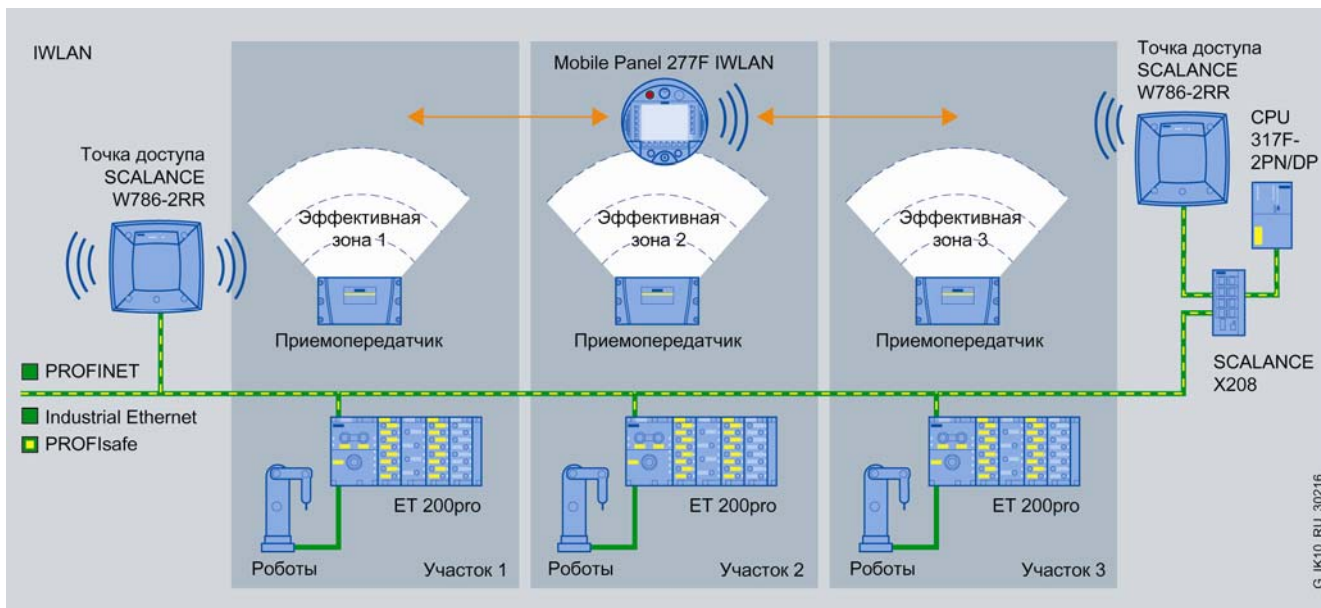 IWLAN
Точка доступа
SCALANCE
W786-2RR
Mobile Panel 277F IWLAN
Точка доступа
SCALANCE
W786-2RR
CPU
317F-
2PN/DP
Эффективная
зона 1
Эффективная
зона 2
Эффективная
зона 3
Приемопередатчик
Приемопередатчик
Приемопередатчик
SCALANCE
X208
PROFINET
Industrial Ethernet
PROFIsafe
ET 200pro
ET 200pro
ET 200pro
Роботы
Участок 1
Роботы
Участок 2
Роботы
Участок 3
G_IK10_RU_30216